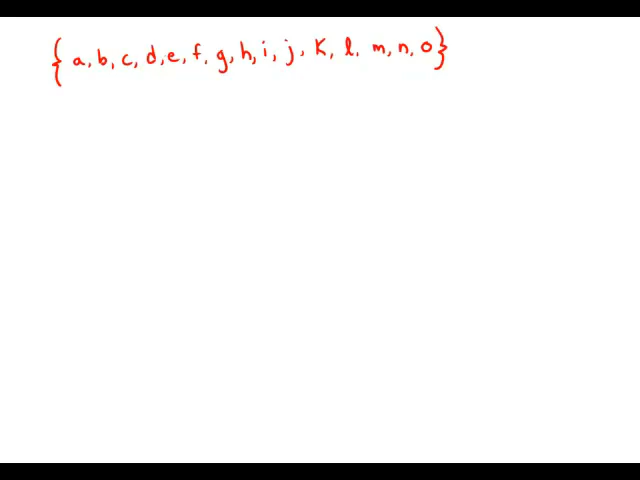 { a, b, c, d, e, f, g, h, i, j, K, l, m, n, o }